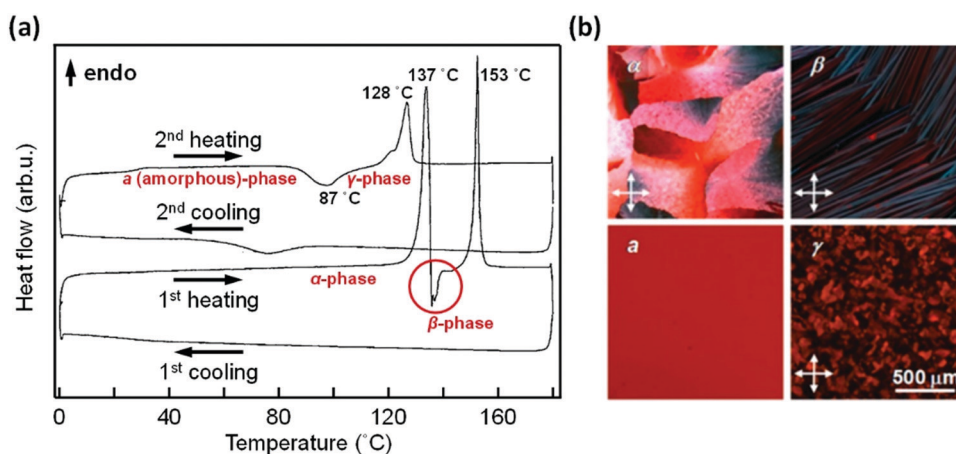 (a)
endo
137 °C
153 °C
128 °C
2nd heating
a (amorphous)-phase
γ-phase
87 °C
2nd cooling
α-phase
1st heating
β-phase
1st cooling
Heat flow (arb.u.)
0
40
80
120
160
Temperature (°C)
(b)
α
β
a
γ
500 μm